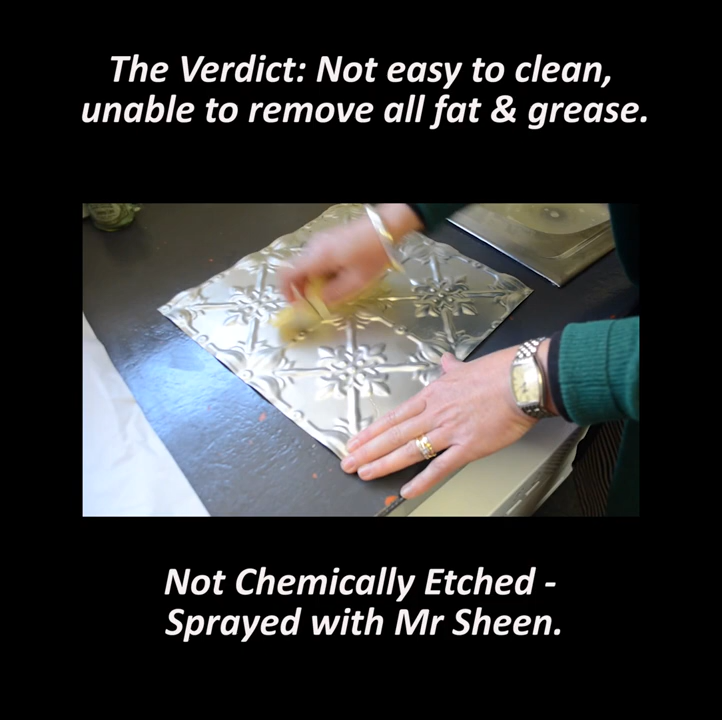 The Verdict: Not easy to clean,
unable to remove all fat & grease.
Not Chemically Etched -
Sprayed with Mr Sheen.